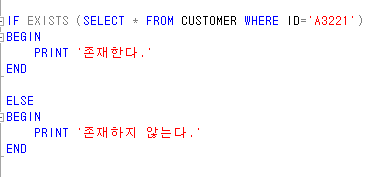 IF EXISTS (SELECT * FROM CUSTOMER WHERE ID='A3221')
BEGIN
PRINT '존재한다.'
END
ELSE
BEGIN
PRINT '존재하지 않는다.'
END